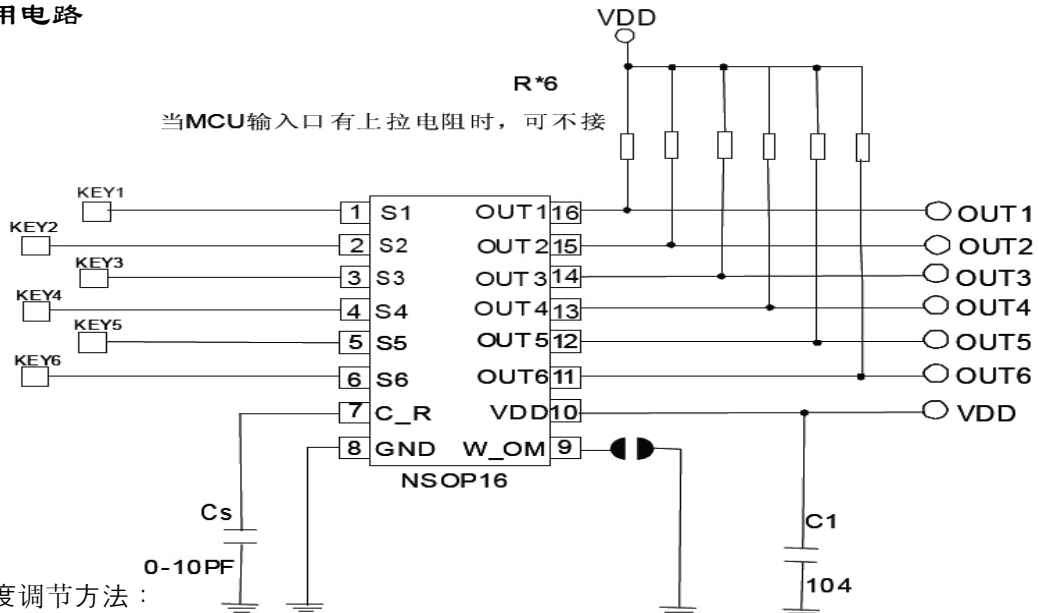 用电路
VDD
R*6
当MCU输入口有上拉电阻时，可不接
KEY1
KEY2
KEY3
KEY4
KEY5
KEY6
1 S1 OUT1 16 OUT1
2 S2 OUT2 15 OUT2
3 S3 OUT3 14 OUT3
4 S4 OUT4 13 OUT4
5 S5 OUT5 12 OUT5
6 S6 OUT6 11 OUT6
7 C_R VDD 10 VDD
8 GND W_OM 9
NSOP16
Cs
0-10PF
C1
104
度调节方法：